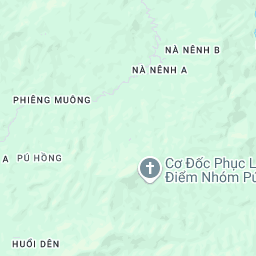 NÀ NÊNH B
NÀ NÊNH A
PHIÊNG MUÔNG
A
PÚ HỒNG
Cơ Đốc Phục L
Điểm Nhóm Pú
HUỔI DÊN